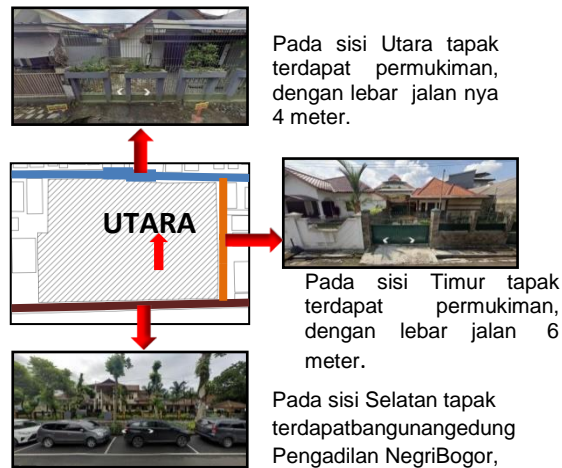 Pada sisi Utara tapak
terdapat permukiman,
dengan lebar jalan nya
4 meter.
UTARA
Pada sisi Timur tapak
terdapat permukiman,
dengan lebar jalan 6
meter.
Pada sisi Selatan tapak
terdapatbangunangedung
Pengadilan NegriBogor,